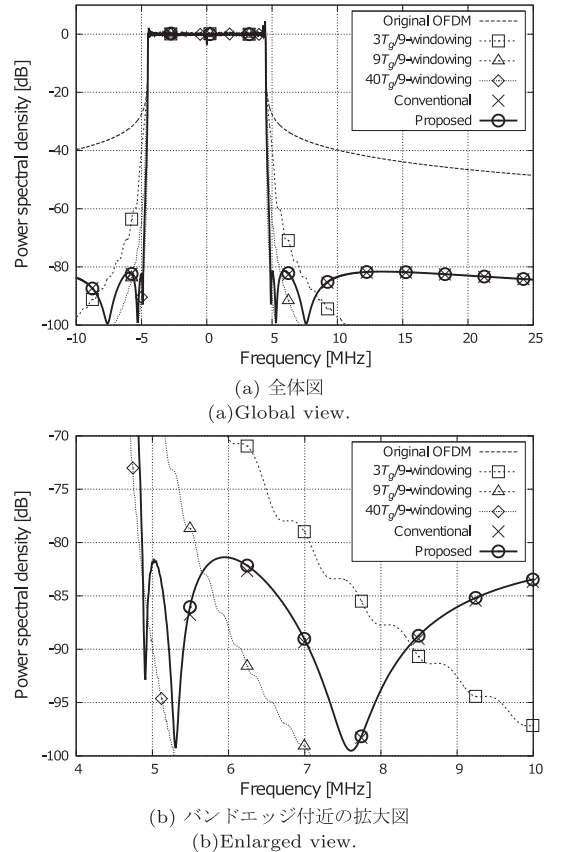 Power spectral density [dB]
0
-20
-40
-60
-80
-100
Original OFDM
3Tg/9-windowing
9Tg/9-windowing
40Tg/9-windowing
Conventional
Proposed
-10 -5 0 5 10 15 20 25
Frequency [MHz]
(a) 全体図
(a)Global view.
Power spectral density [dB]
-70
-75
-80
-85
-90
-95
-100
Original OFDM
3Tg/9-windowing
9Tg/9-windowing
40Tg/9-windowing
Conventional
Proposed
4 5 6 7 8 9 10
Frequency [MHz]
(b) バンドエッジ付近の拡大図
(b)Enlarged view.